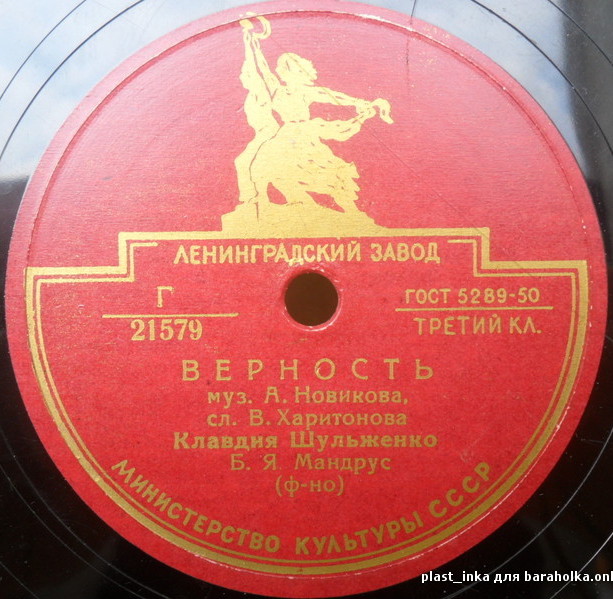 ЛЕНИНГРАДСКИЙ ЗАВОД
Г
21579
ГОСТ 5289-50
ТРЕТИЙ КЛ.
ВЕРНОСТЬ
муз. А. Новикова,
сл. В. Харитонова
Клавдия Шульженко
Б. Я. Мандрус
(ф-но)
МИНИСТЕРСТВО КУЛЬТУРЫ СССР
plast_inka для baraholka.onl